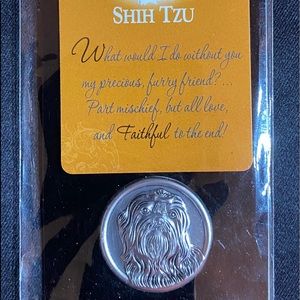 SHIH TZU
What would I do without you
my precious, furry friend?...
Part mischief, but all love,
and Faithful to the end!